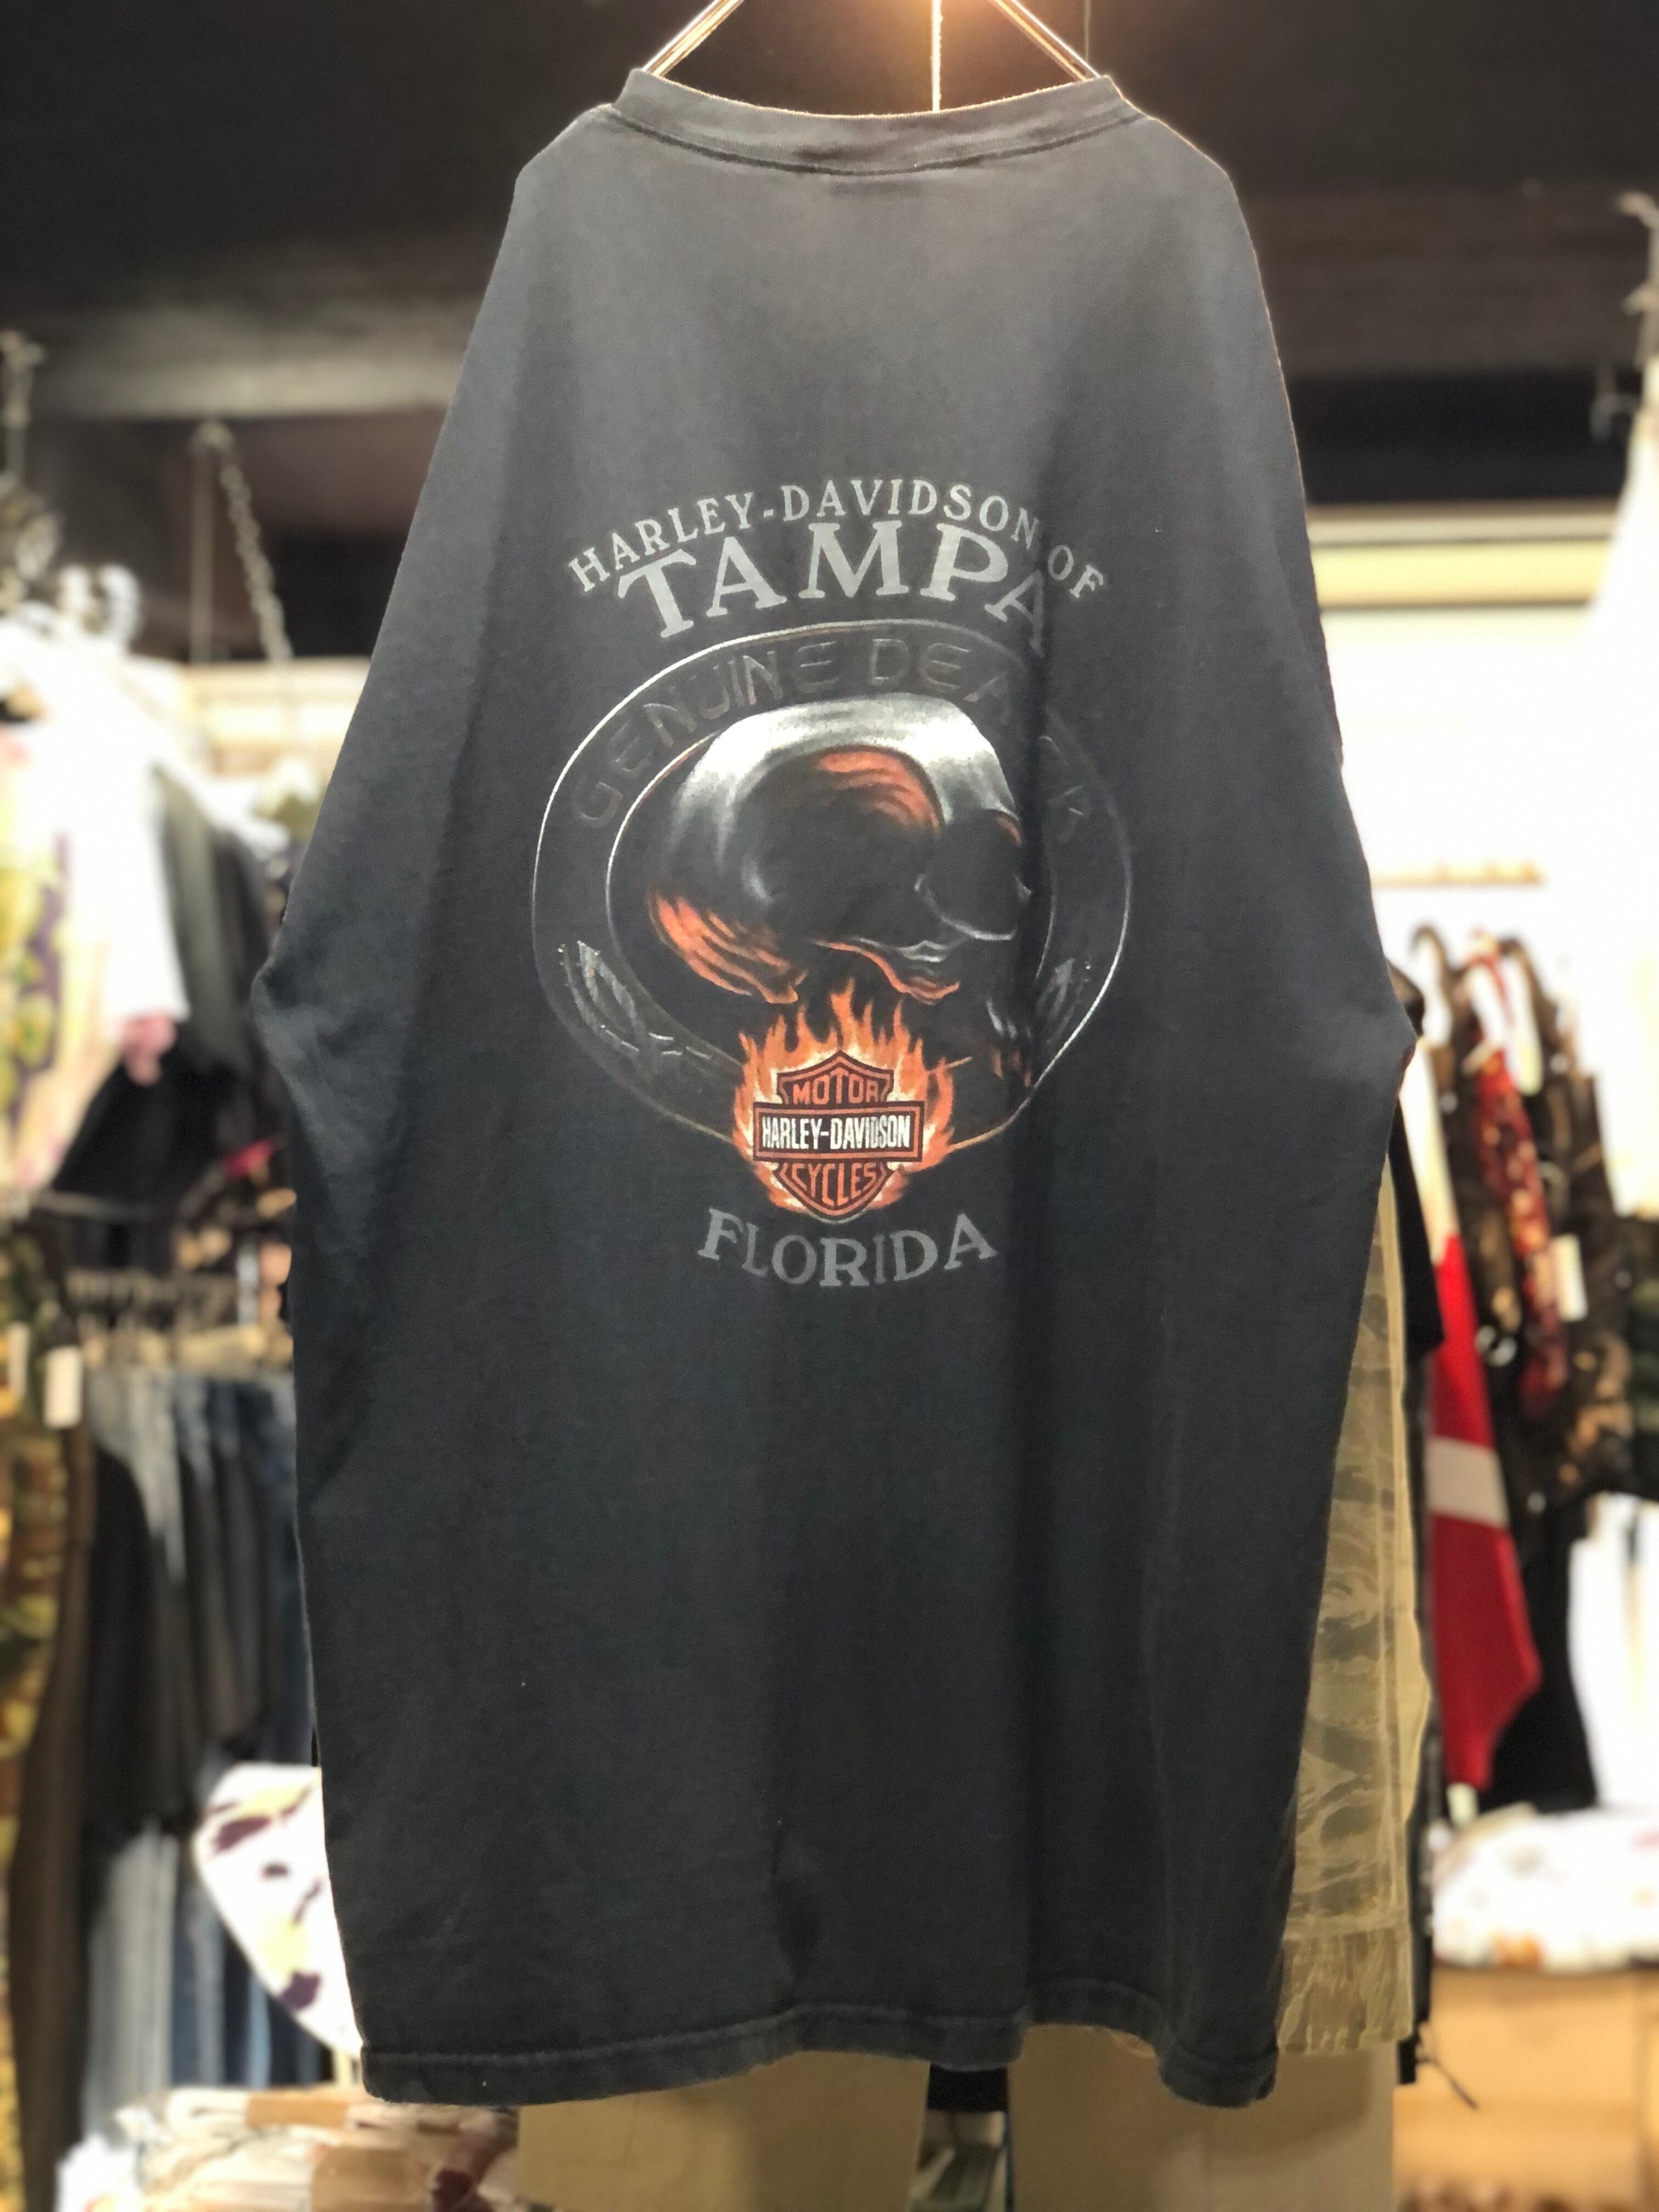 HARLEY-DAVIDSON OF
TAMPA
GENUINE DEALER
MOTOR
HARLEY-DAVIDSON
CYCLES
FLORIDA